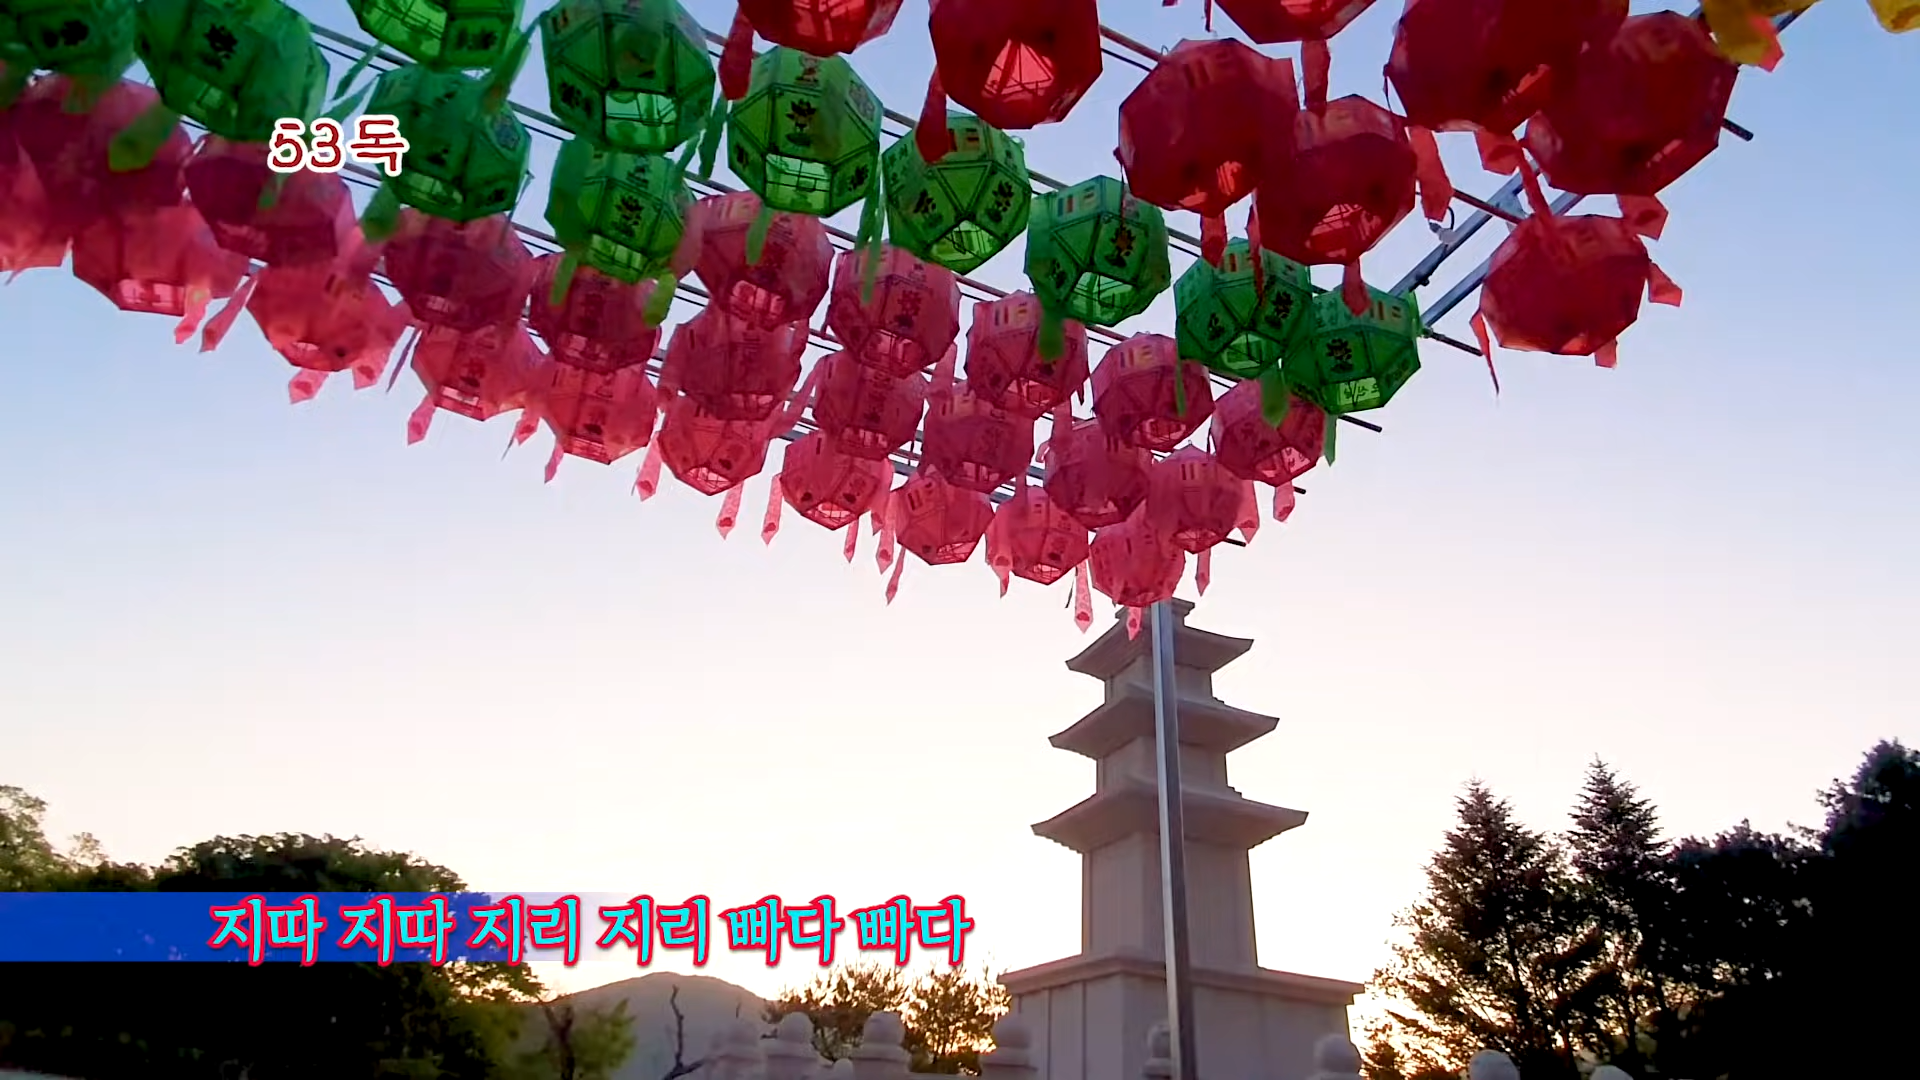 53독
지따 지따 지리 지리 빠다 빠다